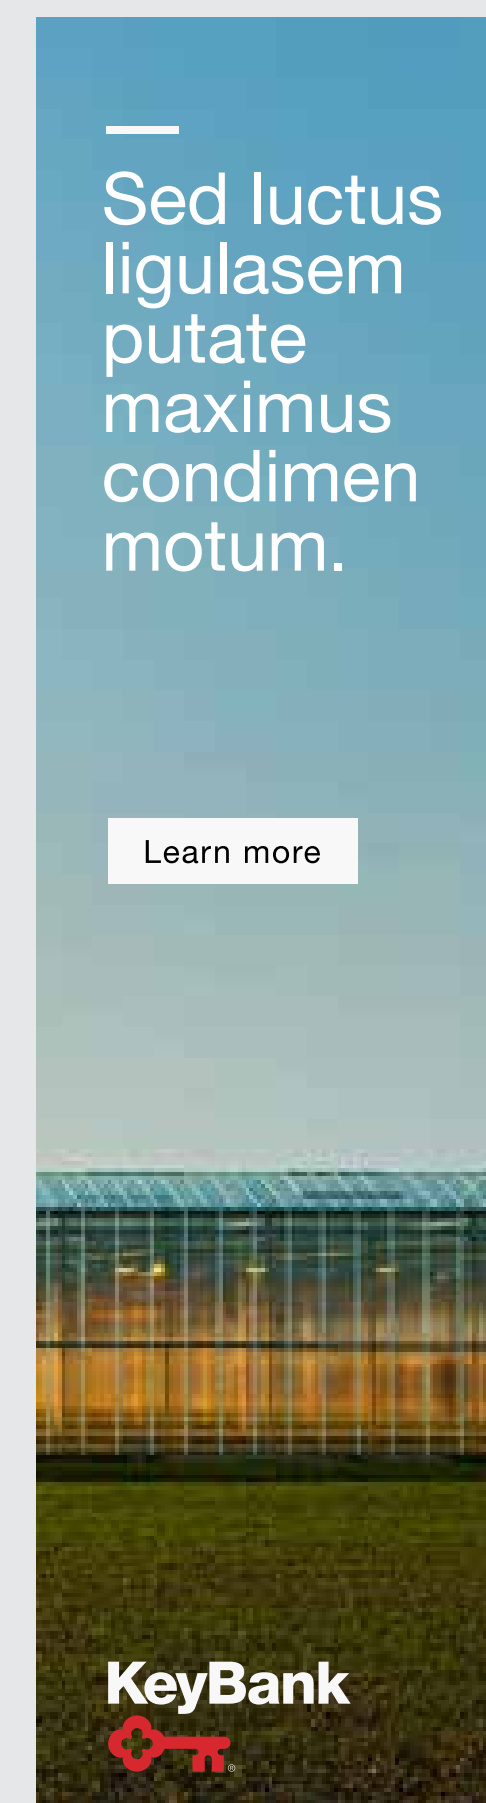 Sed luctus
ligulasem
putate
maximus
condimen
motum.
Learn more
KeyBank
®